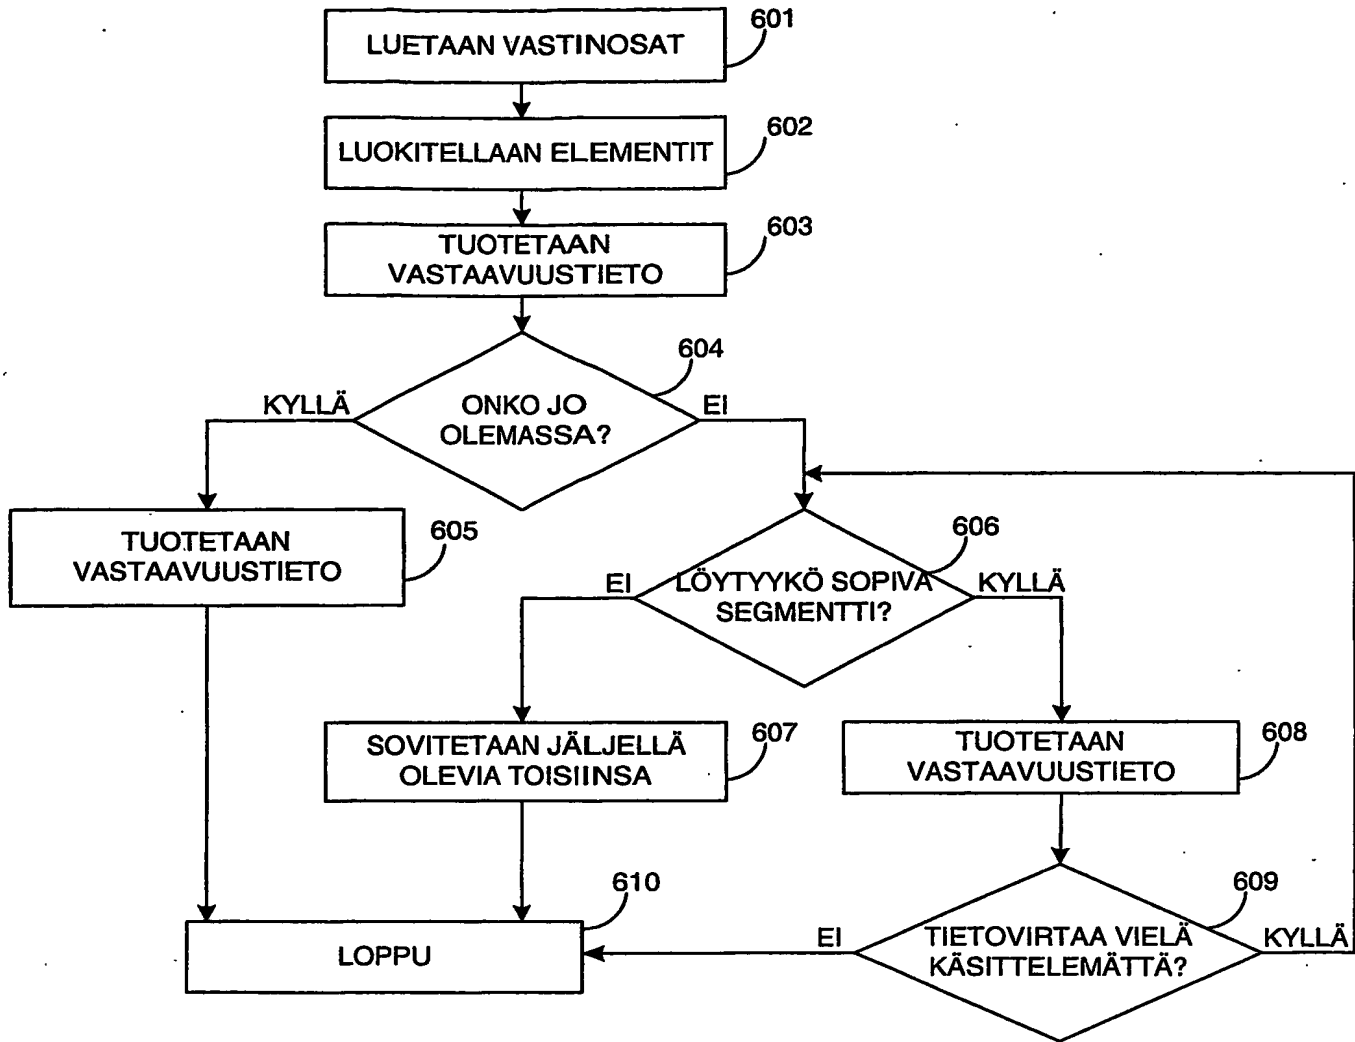 601
LUETAAN VASTINOSAT
602
LUOKITELLAAN ELEMENTIT
603
TUOTETAAN
VASTAAVUUSTIETO
604
KYLLÄ
ONKO JO
OLEMASSA?
EI
605
TUOTETAAN
VASTAAVUUSTIETO
606
EI
LÖYTYYKÖ SOPIVA
SEGMENTTI?
KYLLÄ
607
SOVITETAAN JÄLJELLÄ
OLEVIA TOISIINSA
608
TUOTETAAN
VASTAAVUUSTIETO
609
EI
TIETOVIRTAA VIELÄ
KÄSITTELEMÄTTÄ?
KYLLÄ
610
LOPPU